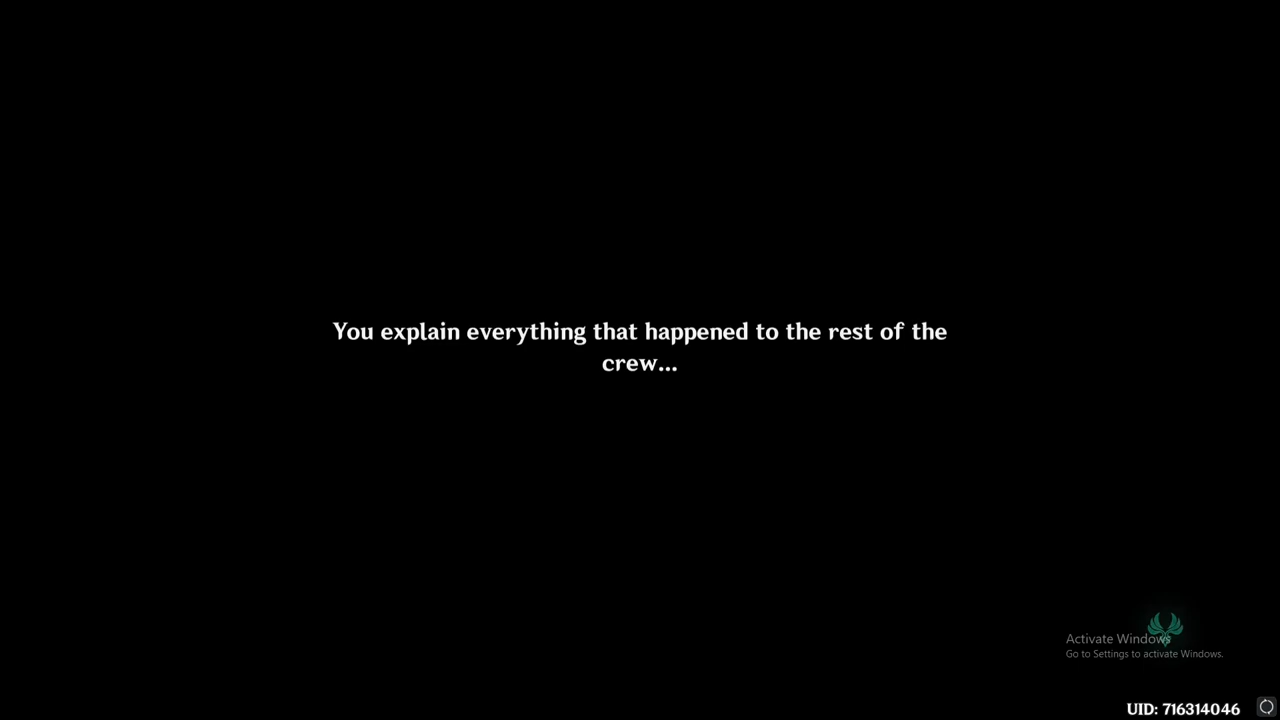 You explain everything that happened to the rest of the
crew...
Activate Windows
Go to Settings to activate Windows.
UID: 716314046